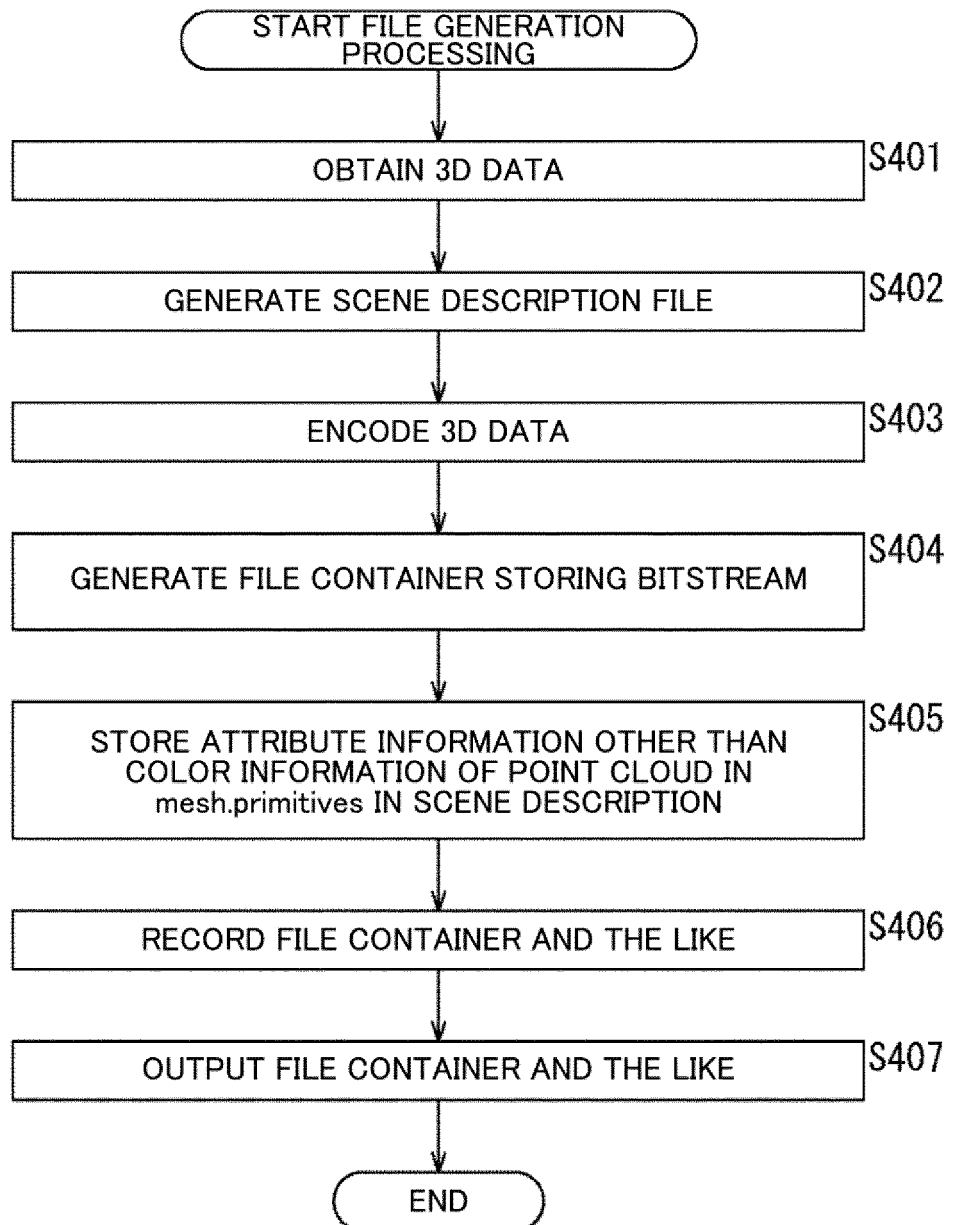 START FILE GENERATION
PROCESSING
OBTAIN 3D DATA
S401
GENERATE SCENE DESCRIPTION FILE
S402
ENCODE 3D DATA
S403
GENERATE FILE CONTAINER STORING BITSTREAM
S404
STORE ATTRIBUTE INFORMATION OTHER THAN
COLOR INFORMATION OF POINT CLOUD IN
mesh.primitives IN SCENE DESCRIPTION
S405
RECORD FILE CONTAINER AND THE LIKE
S406
OUTPUT FILE CONTAINER AND THE LIKE
S407
END